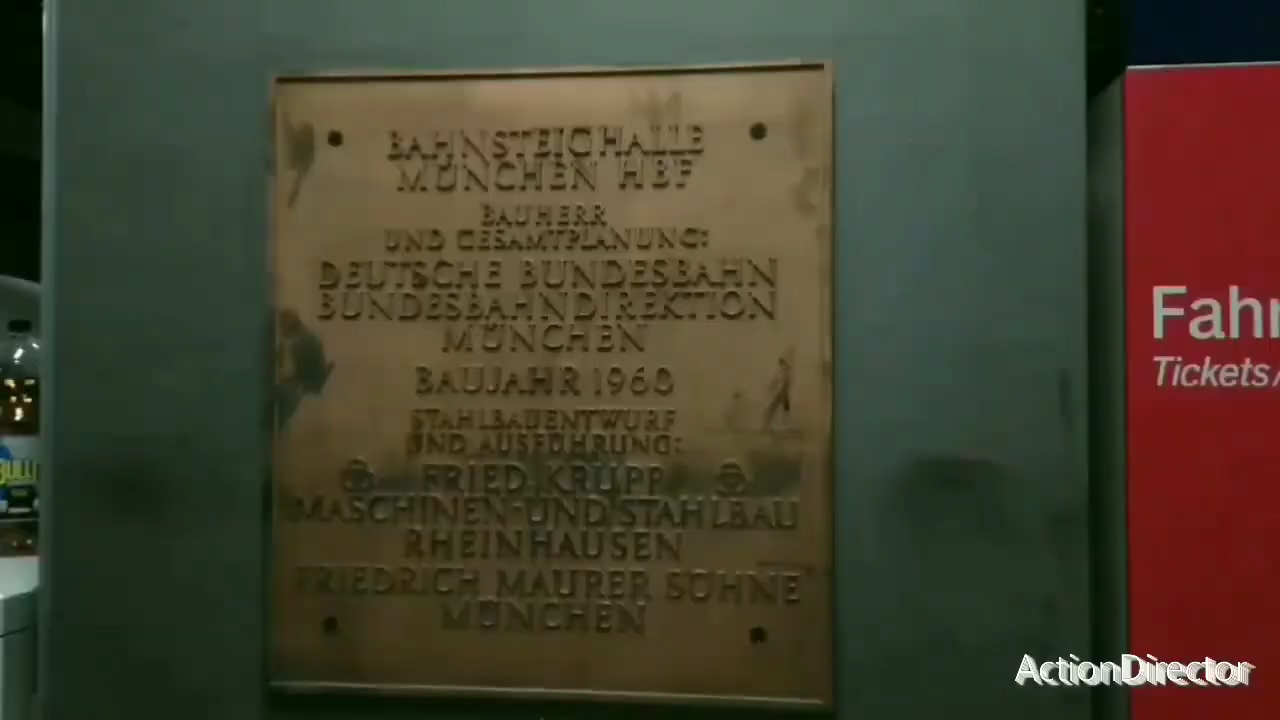 BAHNSTEIGHALLE
MÜNCHEN HBF
BAUHERR
UND GESAMTPLANUNG:
DEUTSCHE BUNDESBAHN
BUNDESBAHNDIREKTION
MÜNCHEN
BAUJAHR 1960
STAHLBAUENTWURF
UND AUSFÜHRUNG:
FRIED. KRUPP
MASCHINEN- UND STAHLBAU
RHEINHAUSEN
FRIEDRICH MAURER SÖHNE
MÜNCHEN
Fahr
Tickets/
ActionDirector